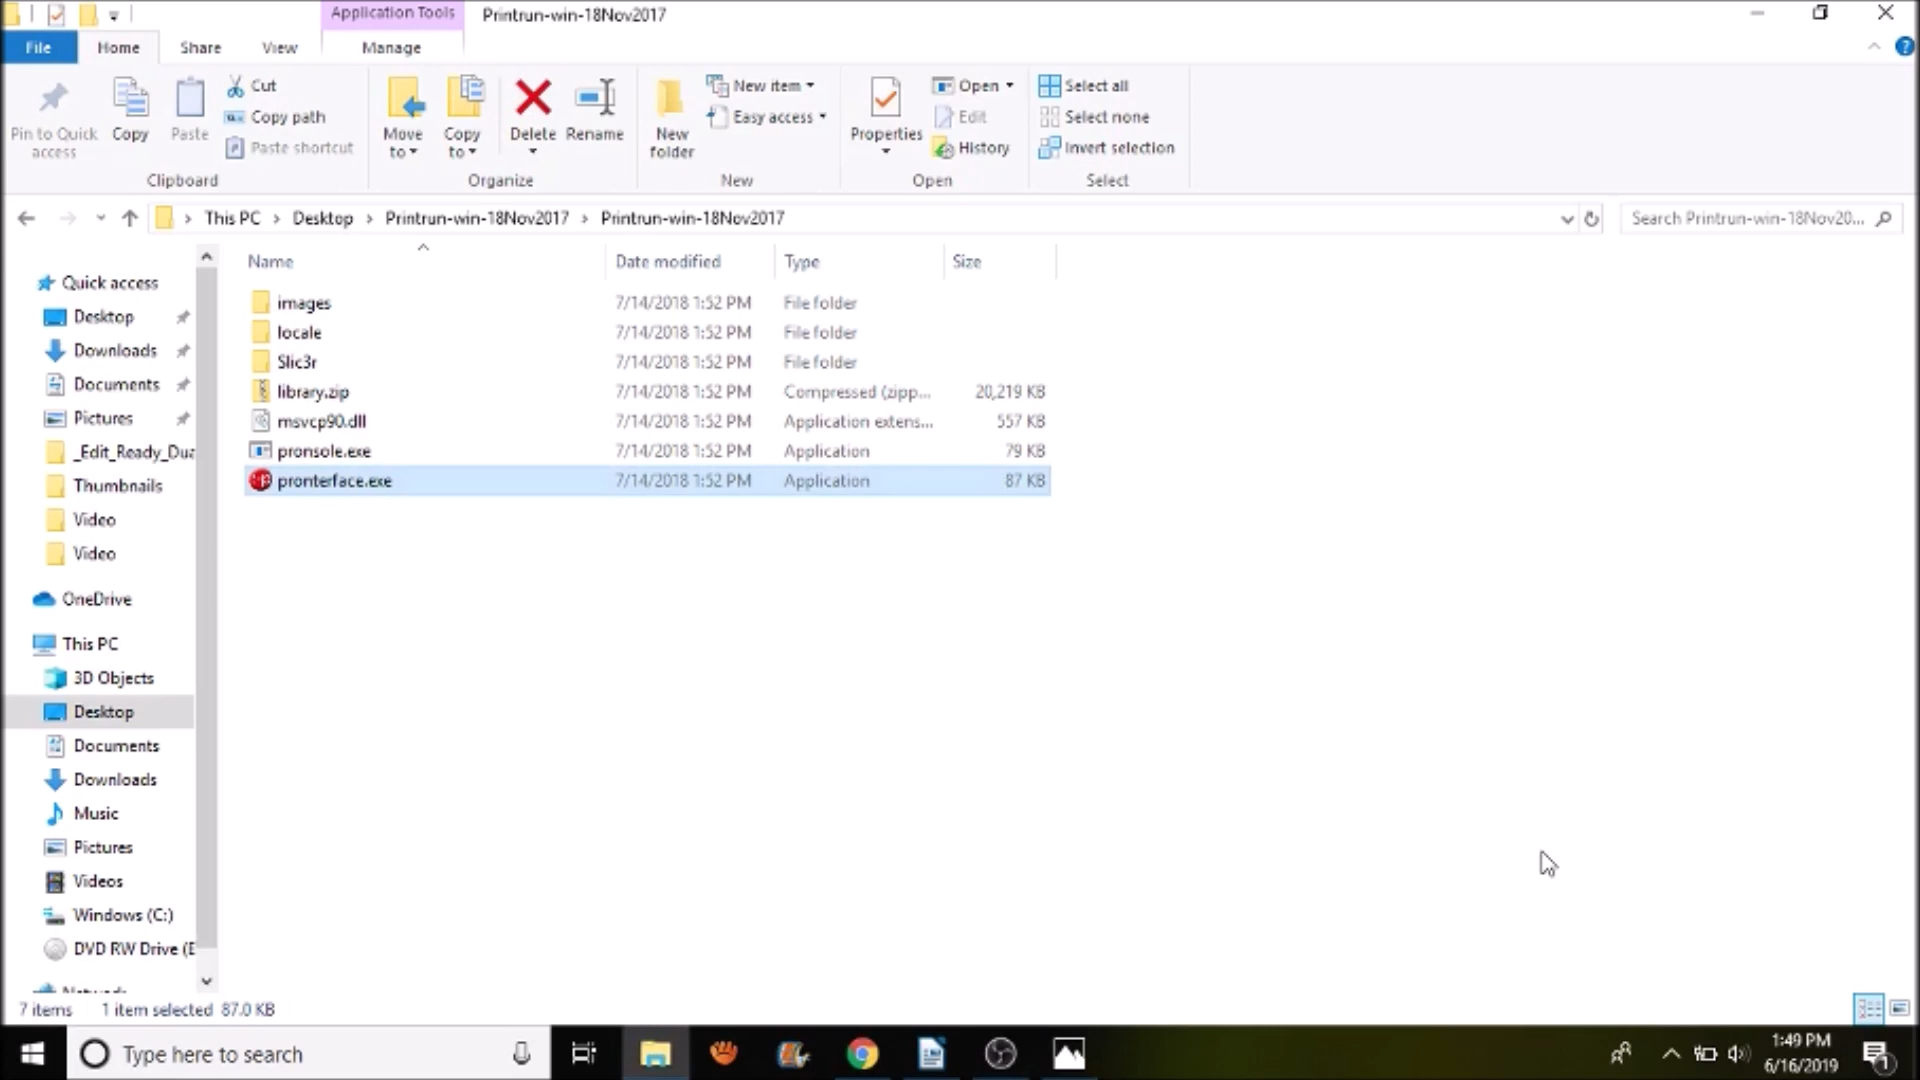 Application Tools Printrun-win-18Nov2017
File Home Share View Manage
Pin to Quick access
Copy
Paste
Cut
Copy path
Paste shortcut
Clipboard
Move to
Copy to
Delete
Rename
Organize
New folder
New item
Easy access
New
Properties
Open
Edit
History
Open
Select all
Select none
Invert selection
Select
This PC > Desktop > Printrun-win-18Nov2017 > Printrun-win-18Nov2017
Search Printrun-win-18Nov20...
Quick access
Desktop
Downloads
Documents
Pictures
_Edit_Ready_Dua
Thumbnails
Video
Video
OneDrive
This PC
3D Objects
Desktop
Documents
Downloads
Music
Pictures
Videos
Windows (C:)
DVD RW Drive (E
Network
Name Date modified Type Size
images 7/14/2018 1:52 PM File folder
locale 7/14/2018 1:52 PM File folder
Slic3r 7/14/2018 1:52 PM File folder
library.zip 7/14/2018 1:52 PM Compressed (zipp... 20,219 KB
msvcp90.dll 7/14/2018 1:52 PM Application extens... 557 KB
pronsole.exe 7/14/2018 1:52 PM Application 79 KB
pronterface.exe 7/14/2018 1:52 PM Application 87 KB
7 items 1 item selected 87.0 KB
Type here to search
1:49 PM
6/16/2019
1